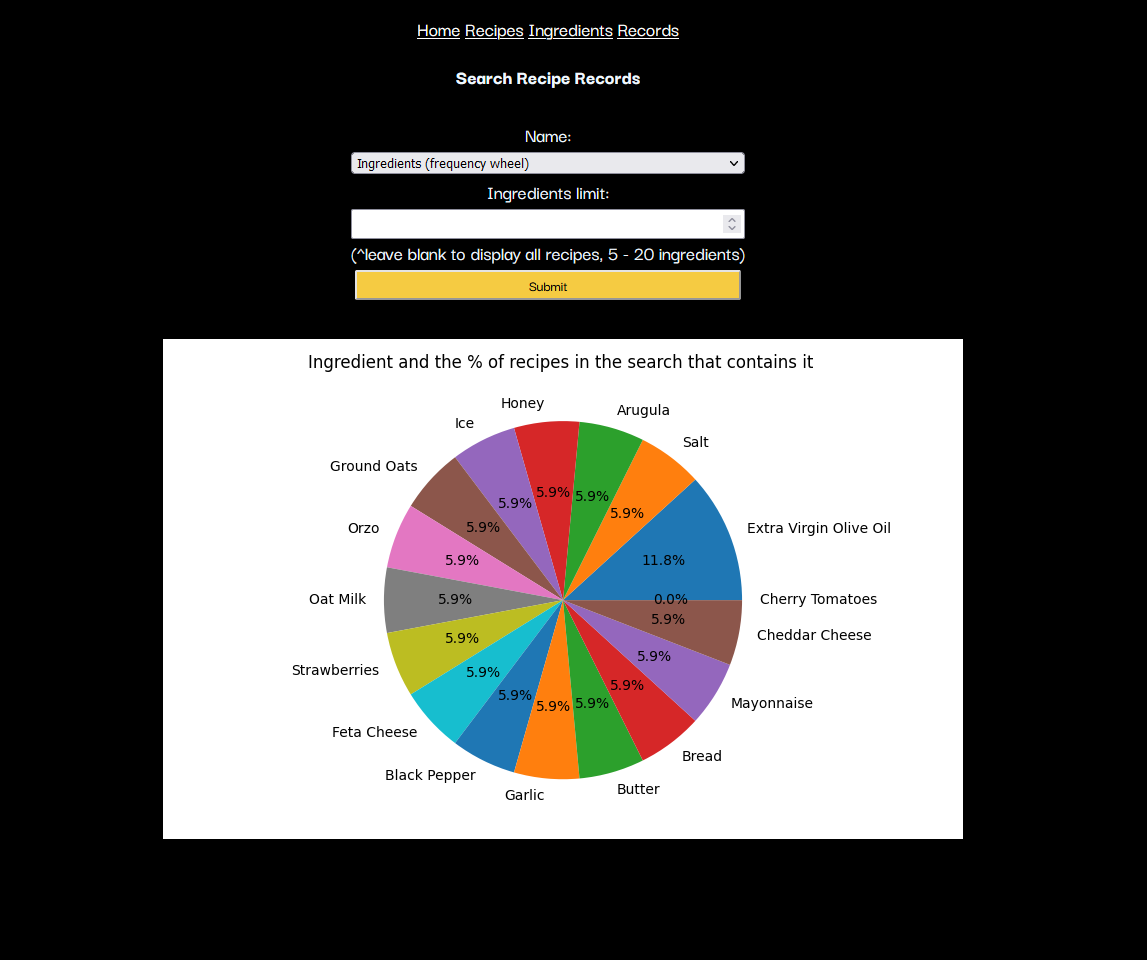 Home Recipes Ingredients Records
Search Recipe Records
Name:
Ingredients (frequency wheel)
Ingredients limit:
(^leave blank to display all recipes, 5 - 20 ingredients)
Submit
Ingredient and the % of recipes in the search that contains it
Honey
Arugula
Ice
Salt
Ground Oats
5.9%
5.9%
5.9%
5.9%
Orzo
5.9%
Extra Virgin Olive Oil
5.9%
11.8%
Oat Milk
5.9%
0.0%
Cherry Tomatoes
5.9%
Cheddar Cheese
5.9%
5.9%
Strawberries
5.9%
5.9%
5.9%
5.9%
5.9%
Mayonnaise
Feta Cheese
Bread
Black Pepper
Butter
Garlic